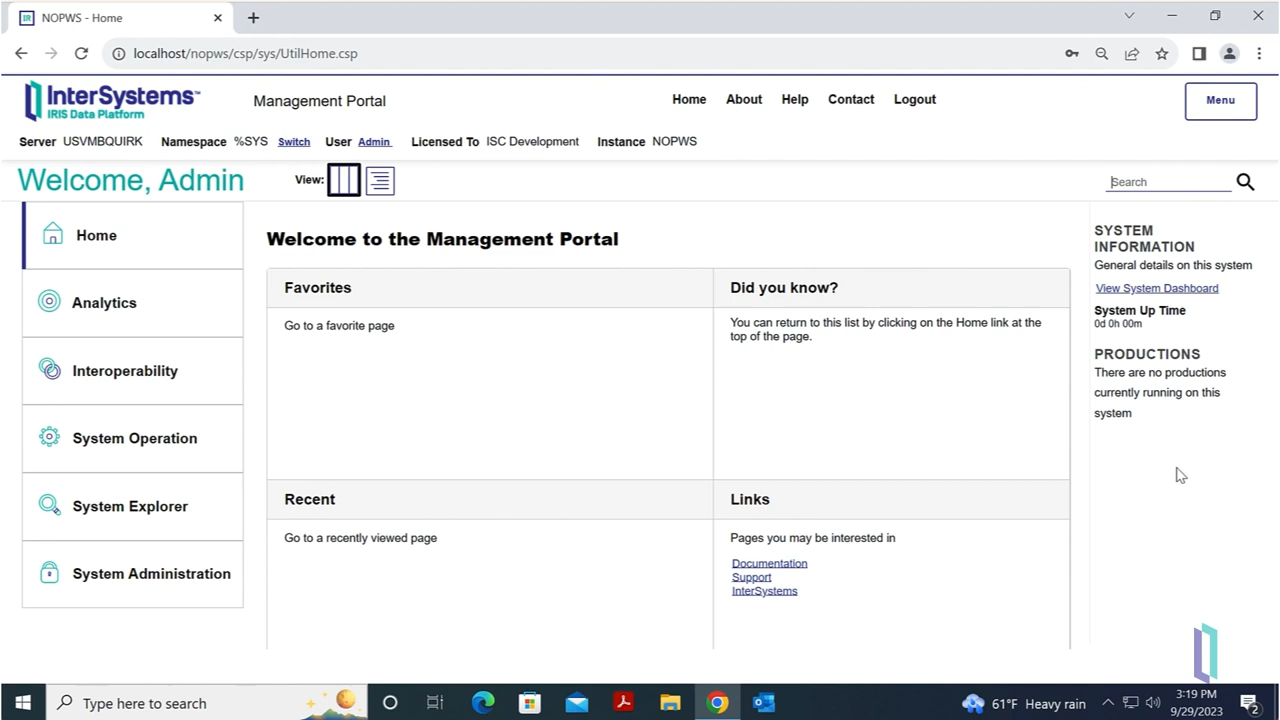 NOPWS - Home
localhost/nopws/csp/sys/UtilHome.csp
InterSystems™
IRIS Data Platform
Management Portal
Home About Help Contact Logout
Menu
Server USVMBQUIRK Namespace %SYS Switch User Admin Licensed To ISC Development Instance NOPWS
Welcome, Admin
View:
Search
Home
Analytics
Interoperability
System Operation
System Explorer
System Administration
Welcome to the Management Portal
Favorites
Go to a favorite page
Did you know?
You can return to this list by clicking on the Home link at the
top of the page.
Recent
Go to a recently viewed page
Links
Pages you may be interested in
Documentation
Support
InterSystems
SYSTEM
INFORMATION
General details on this system
View System Dashboard
System Up Time
0d 0h 00m
PRODUCTIONS
There are no productions
currently running on this
system
Type here to search
61°F Heavy rain
3:19 PM
9/29/2023
2